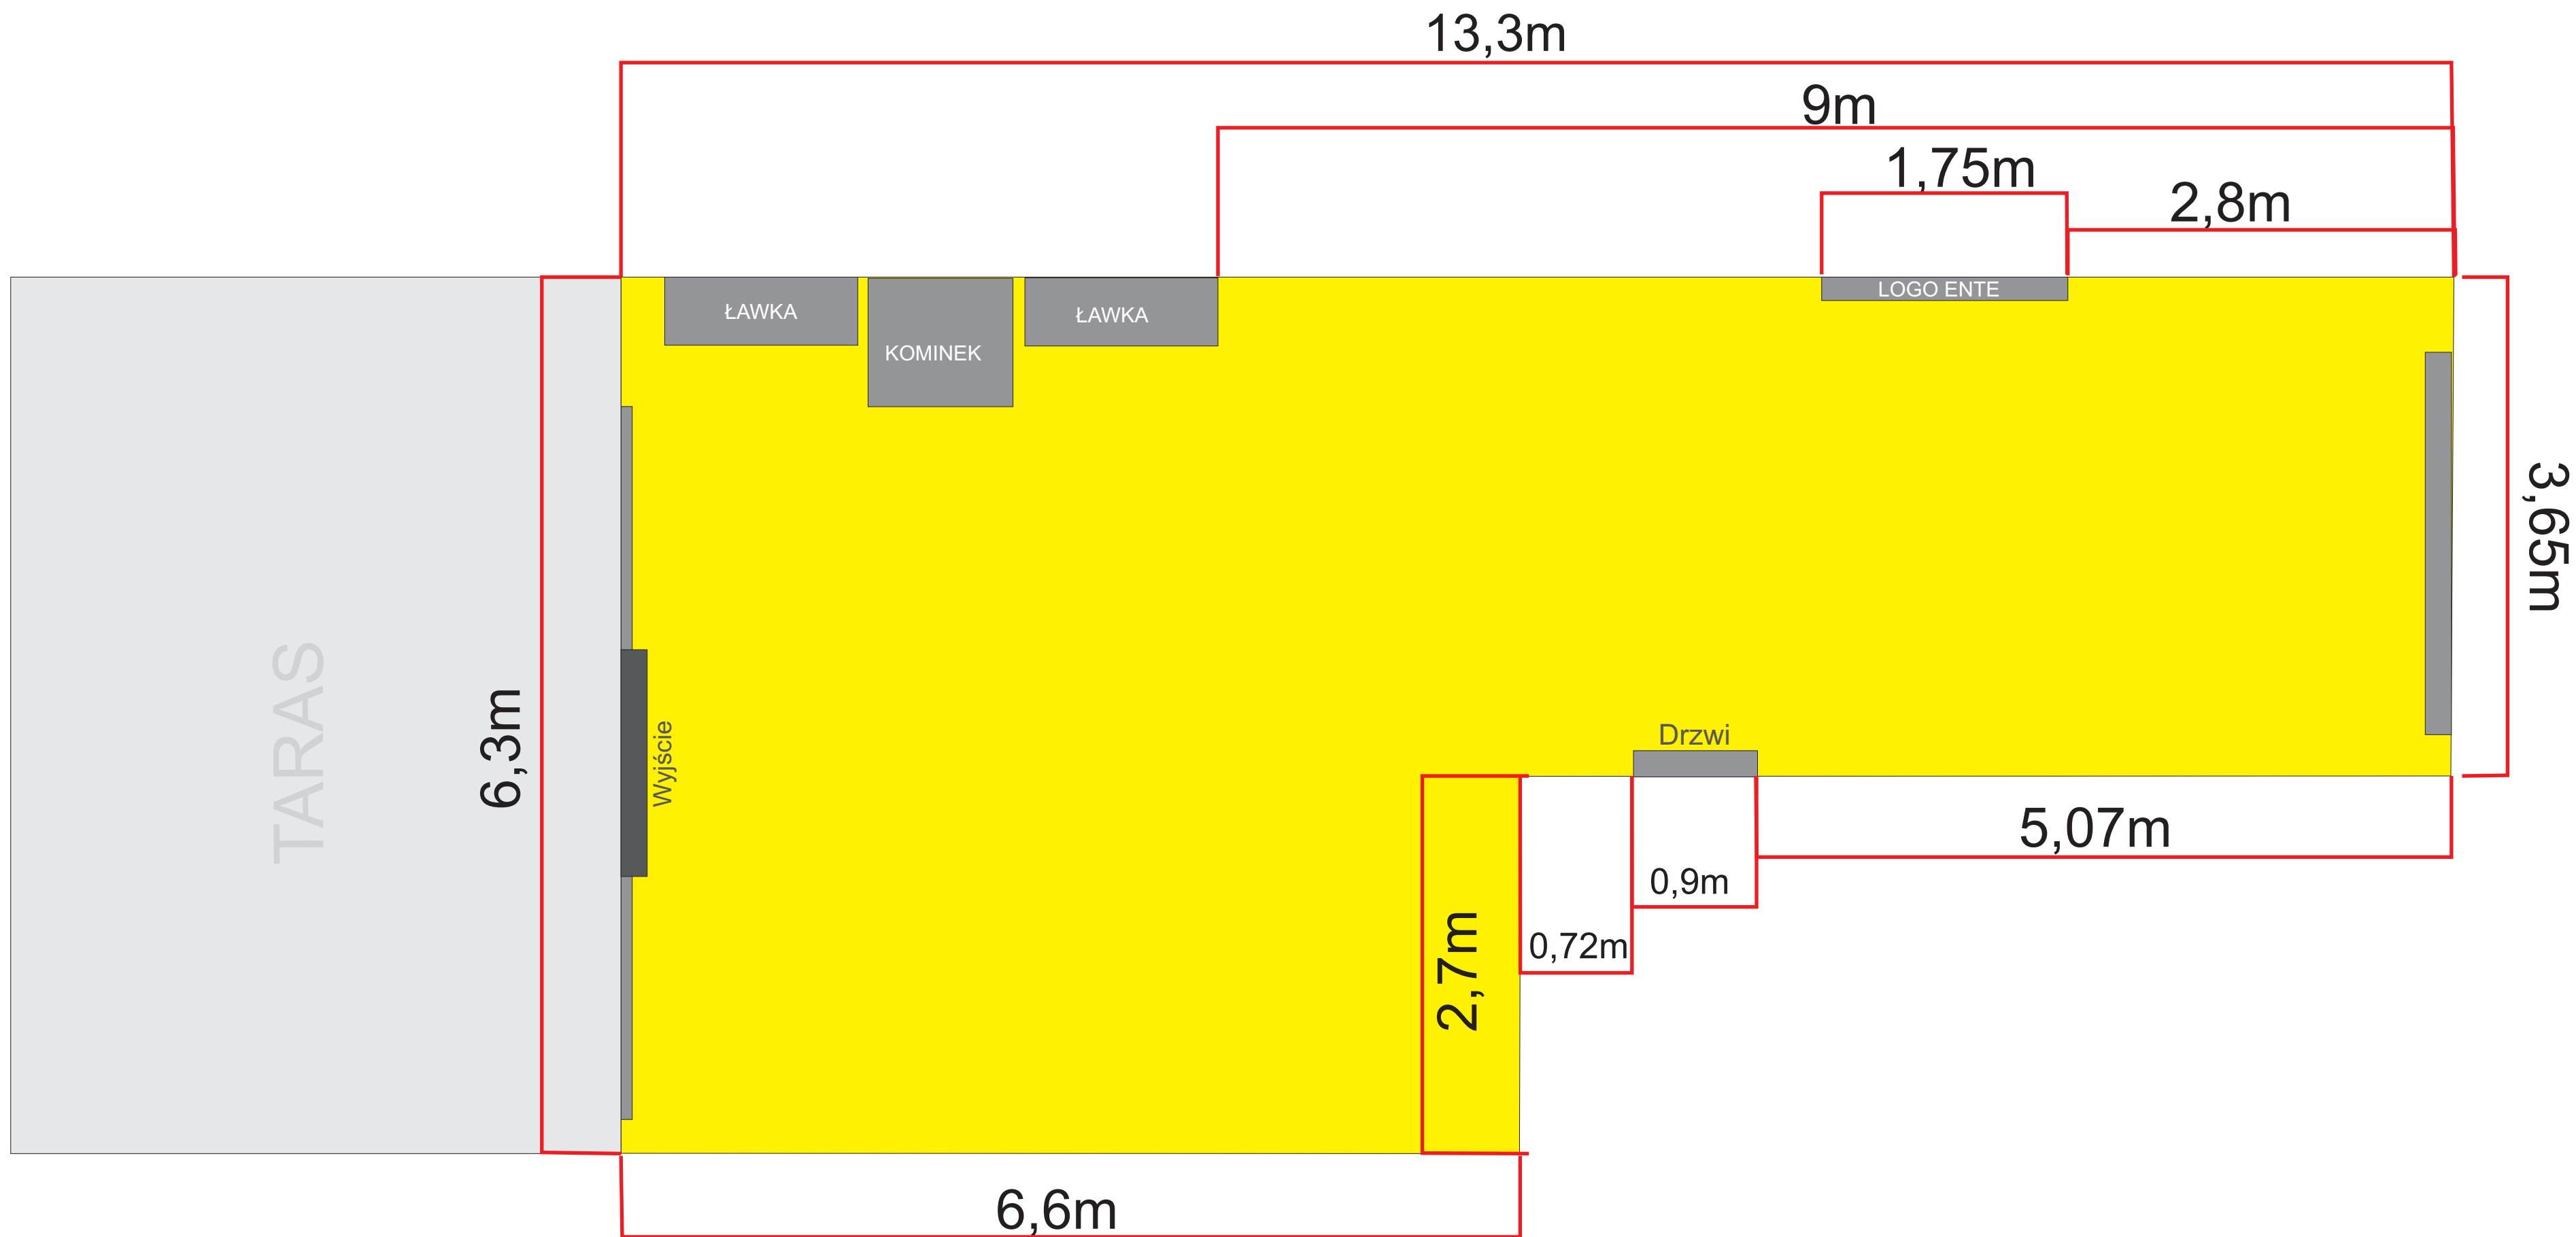 13,3m
9m
1,75m
2,8m
ŁAWKA
KOMINEK
ŁAWKA
LOGO ENTE
3,65m
TARAS
6,3m
Wyjście
Drzwi
5,07m
0,9m
0,72m
2,7m
6,6m